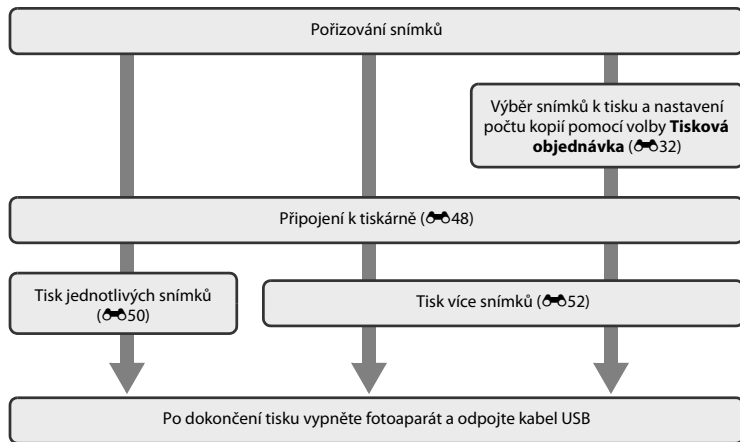 Pořizování snímků
Výběr snímků k tisku a nastavení
počtu kopií pomocí volby Tisková
objednávka (32)
Připojení k tiskárně (48)
Tisk jednotlivých snímků
(50)
Tisk více snímků (52)
Po dokončení tisku vypněte fotoaparát a odpojte kabel USB